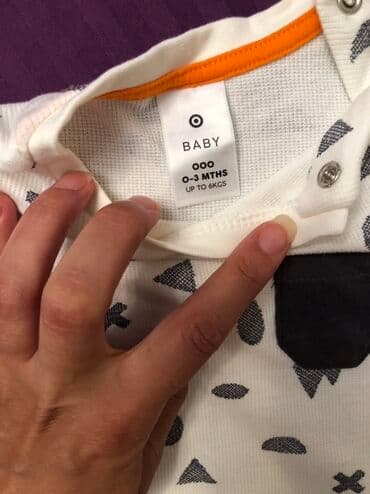 BABY
000
0-3 MTHS
UP TO 6KGS